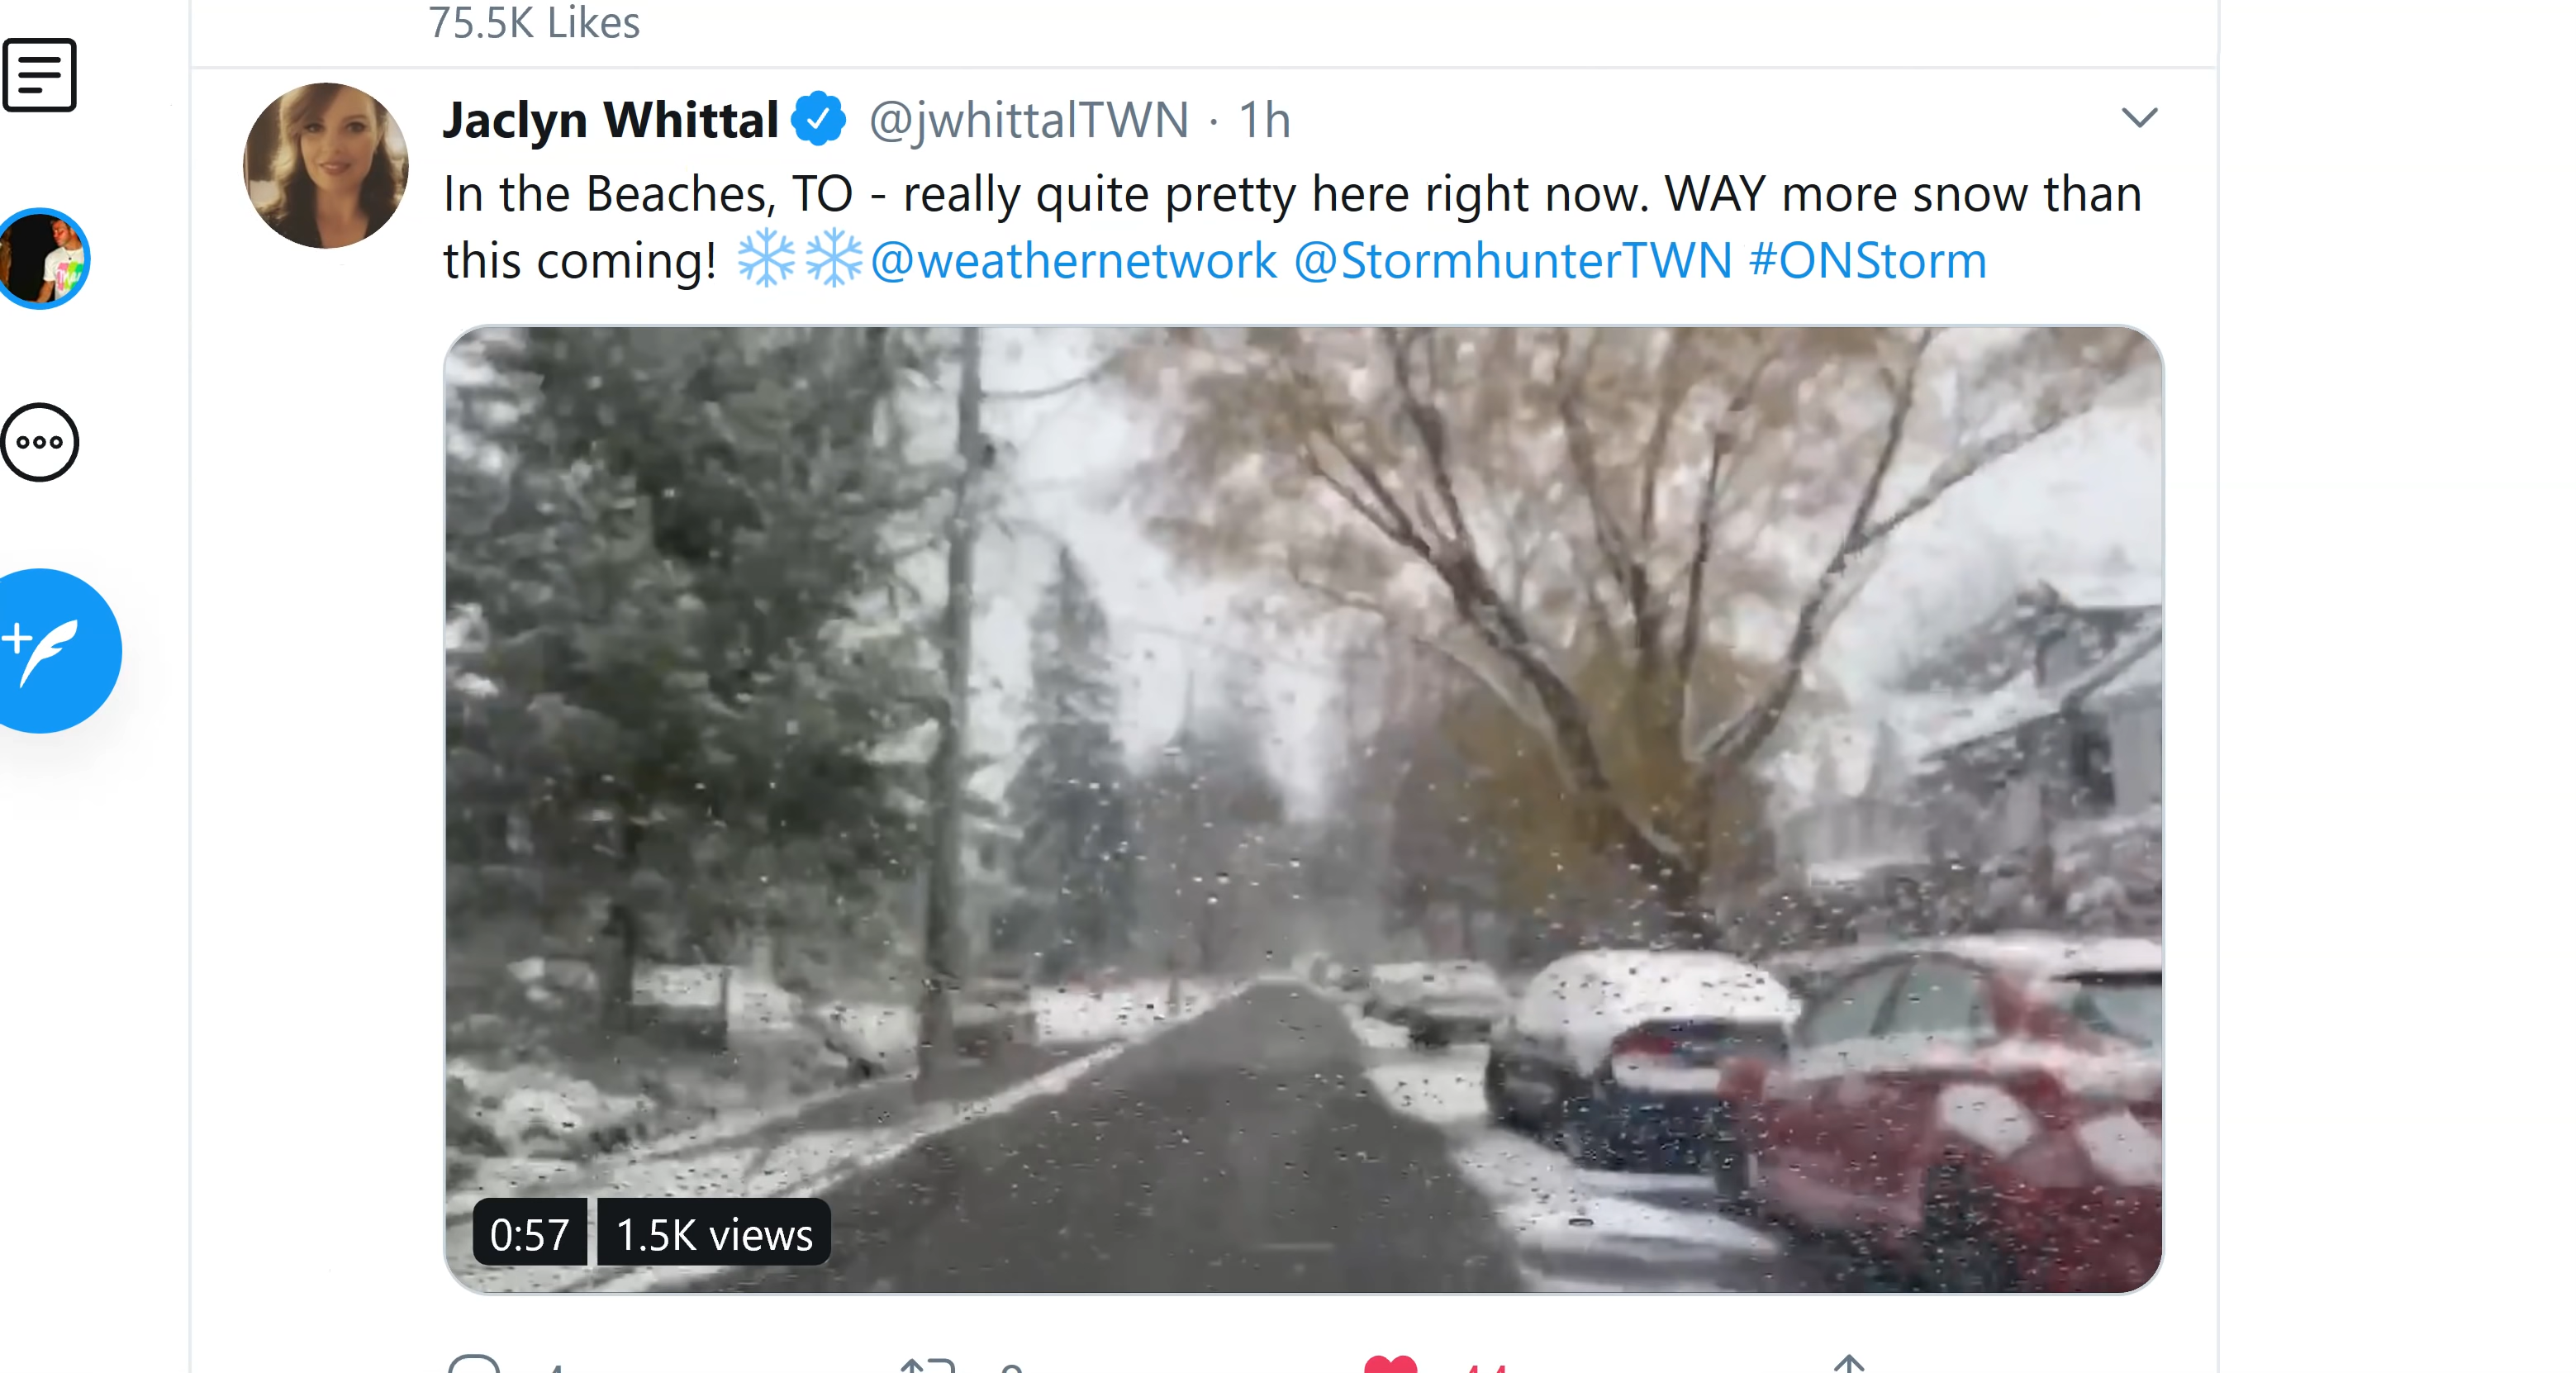 75.5K Likes
Jaclyn Whittal @jwhittalTWN · 1h
In the Beaches, TO - really quite pretty here right now. WAY more snow than
this coming! ❄️❄️@weathernetwork @StormhunterTWN #ONStorm
0:57 1.5K views